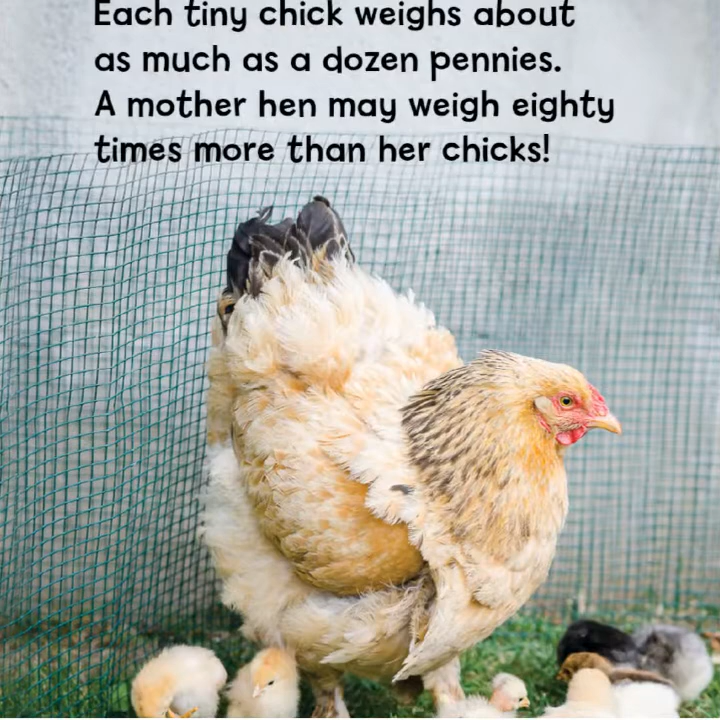 Each tiny chick weighs about
as much as a dozen pennies.
A mother hen may weigh eighty
times more than her chicks!